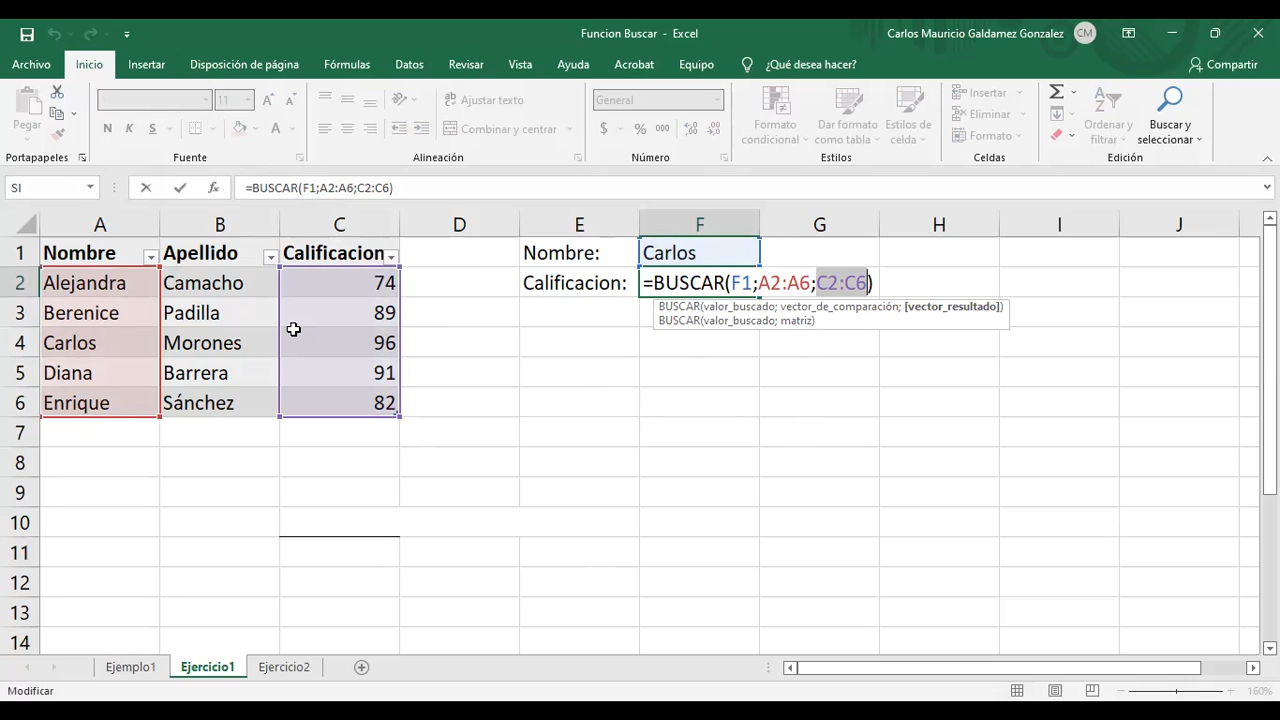 Funcion Buscar - Excel
Carlos Mauricio Galdamez Gonzalez CM
Archivo Inicio Insertar Disposición de página Fórmulas Datos Revisar Vista Ayuda Acrobat Equipo ¿Qué desea hacer? Compartir
Pegar
11
Ajustar texto
General
Formato condicional
Dar formato como tabla
Estilos de celda
Insertar
Eliminar
Formato
Ordenar y filtrar
Buscar y seleccionar
N K S A Combinar y centrar $ % 000
Portapapeles Fuente Alineación Número Estilos Celdas Edición
SI fx =BUSCAR(F1;A2:A6;C2:C6)
A B C D E F G H I J
1 Nombre Apellido Calificacion Nombre: Carlos
2 Alejandra Camacho 74 Calificacion: =BUSCAR(F1;A2:A6;C2:C6)
BUSCAR(valor_buscado; vector_de_comparación; [vector_resultado])
BUSCAR(valor_buscado; matriz)
3 Berenice Padilla 89
4 Carlos Morones 96
5 Diana Barrera 91
6 Enrique Sánchez 82
7
8
9
10
11
12
13
14
Ejemplo1 Ejercicio1 Ejercicio2
Modificar 160%